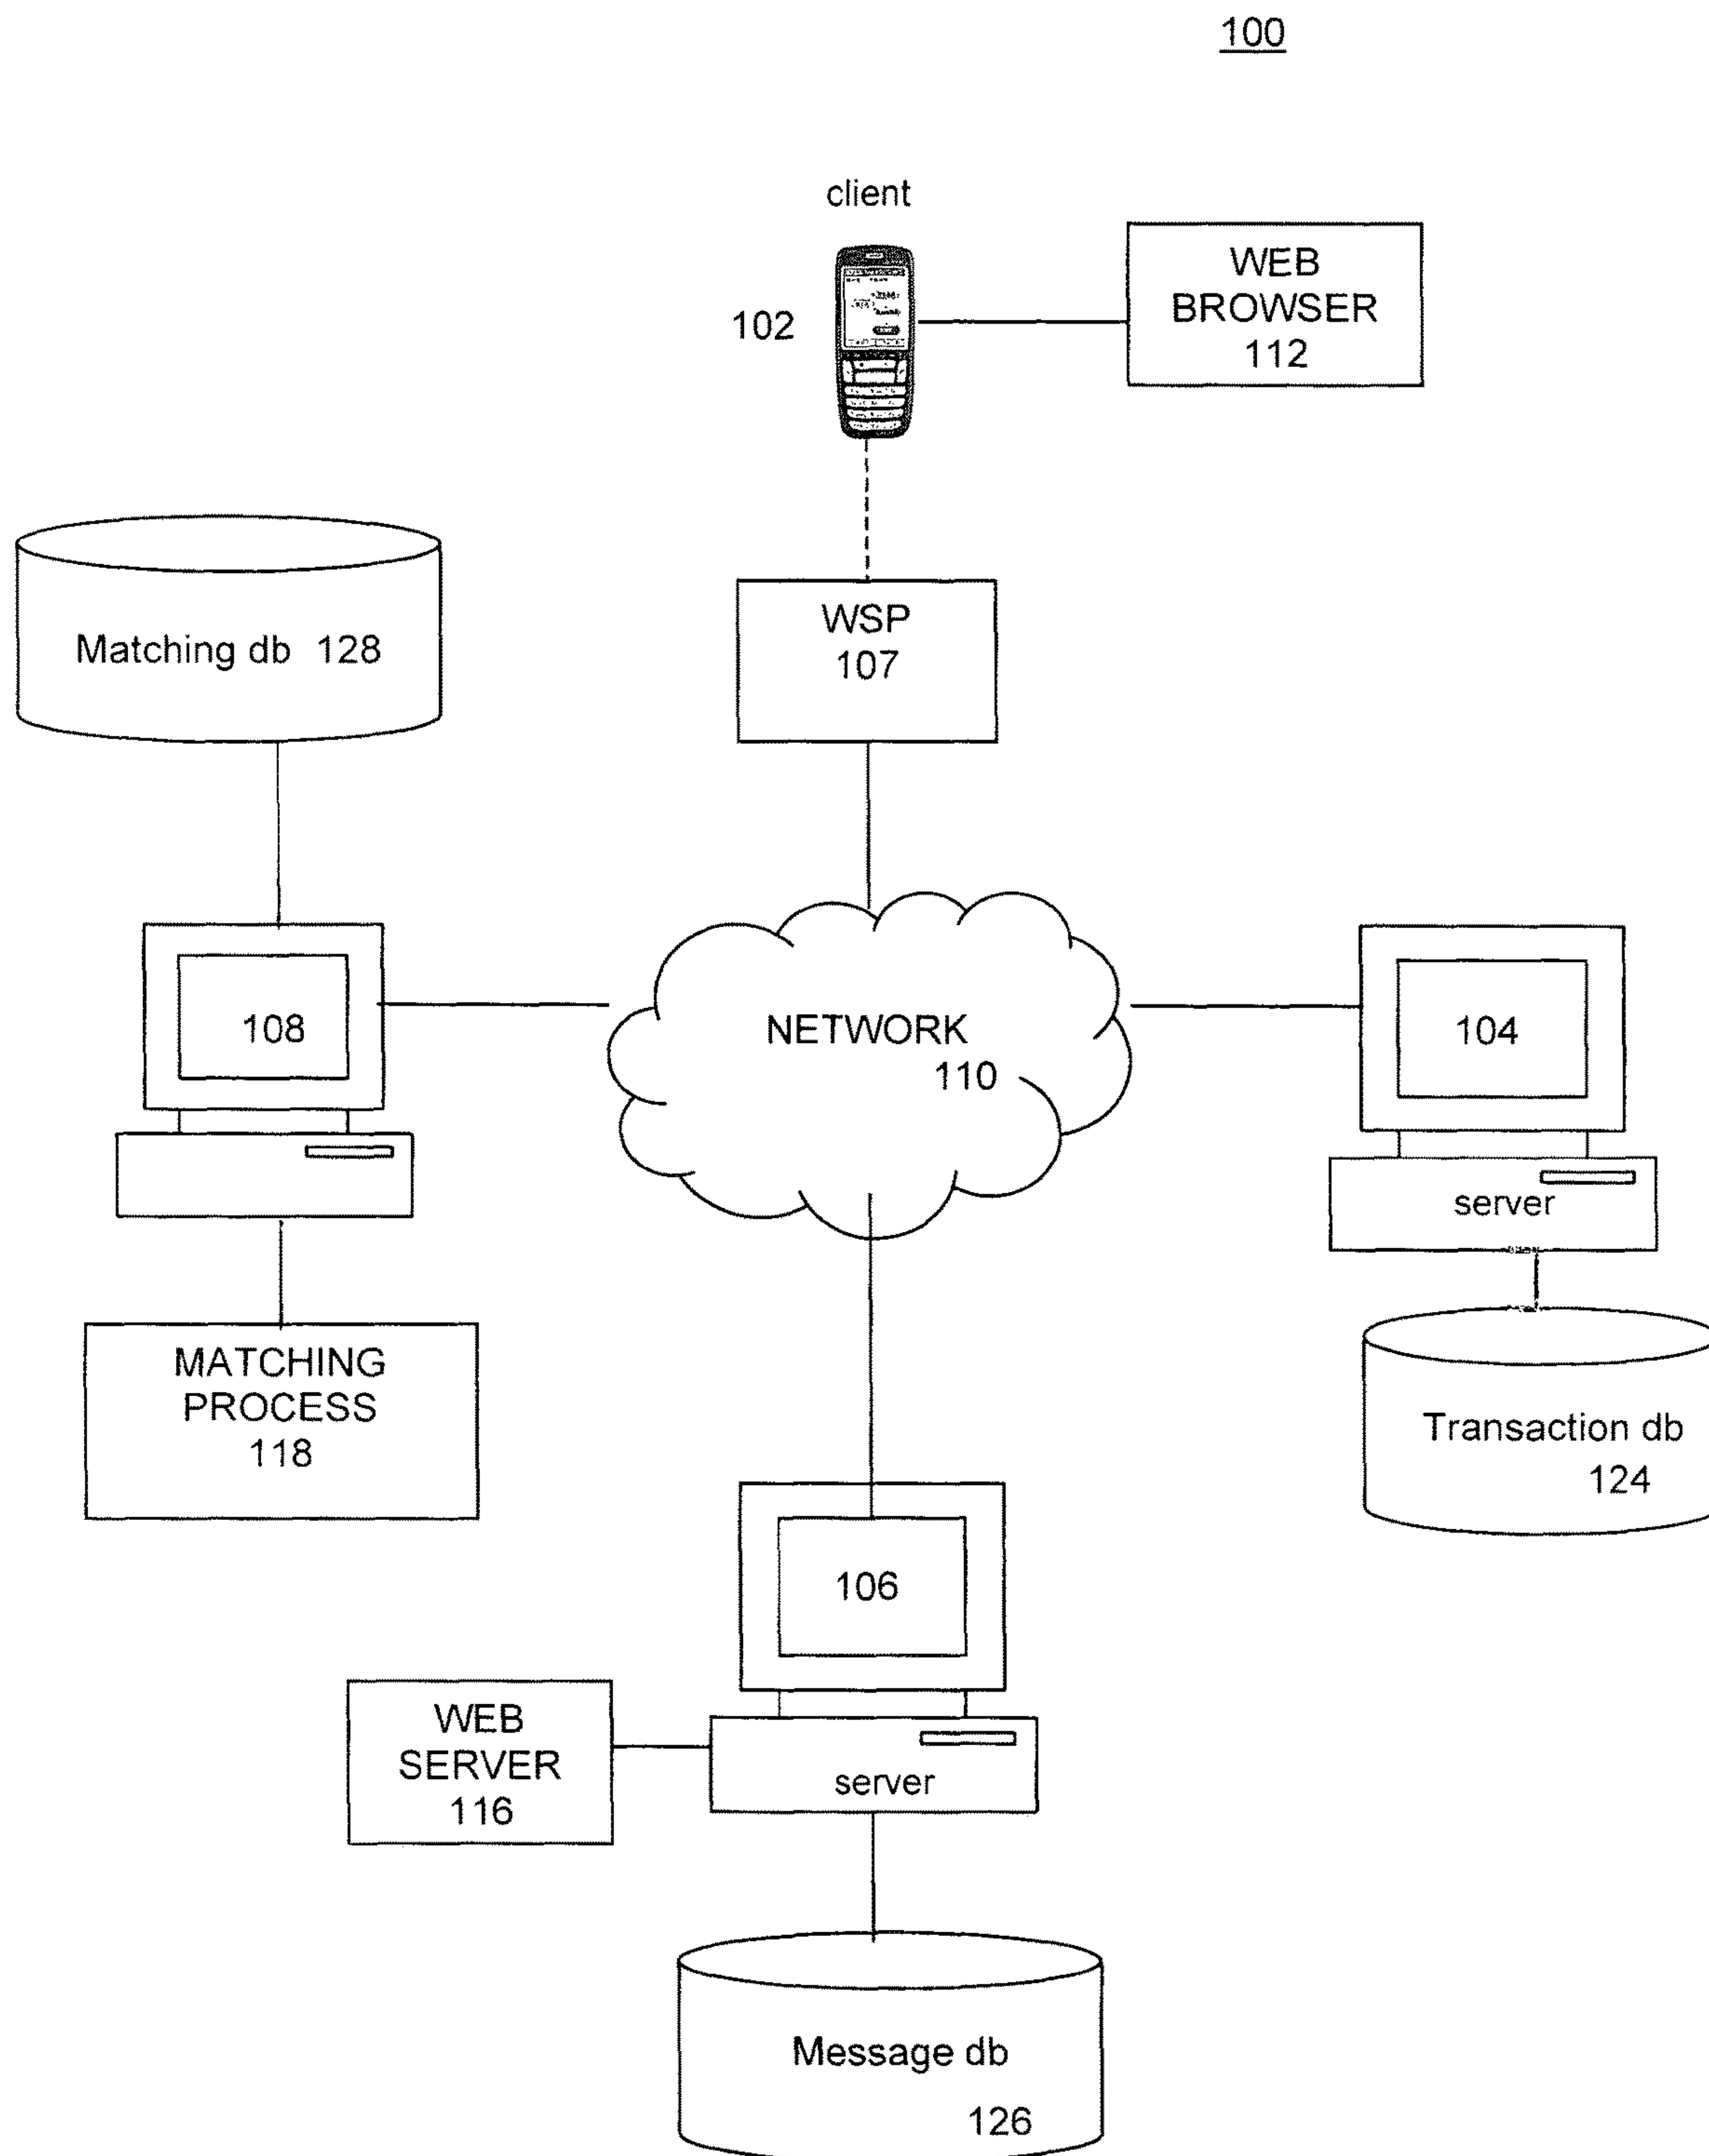 100
client
102
WEB
BROWSER
112
Matching db 128
WSP
107
108
NETWORK
110
104
server
MATCHING
PROCESS
118
Transaction db
124
106
WEB
SERVER
116
server
Message db
126